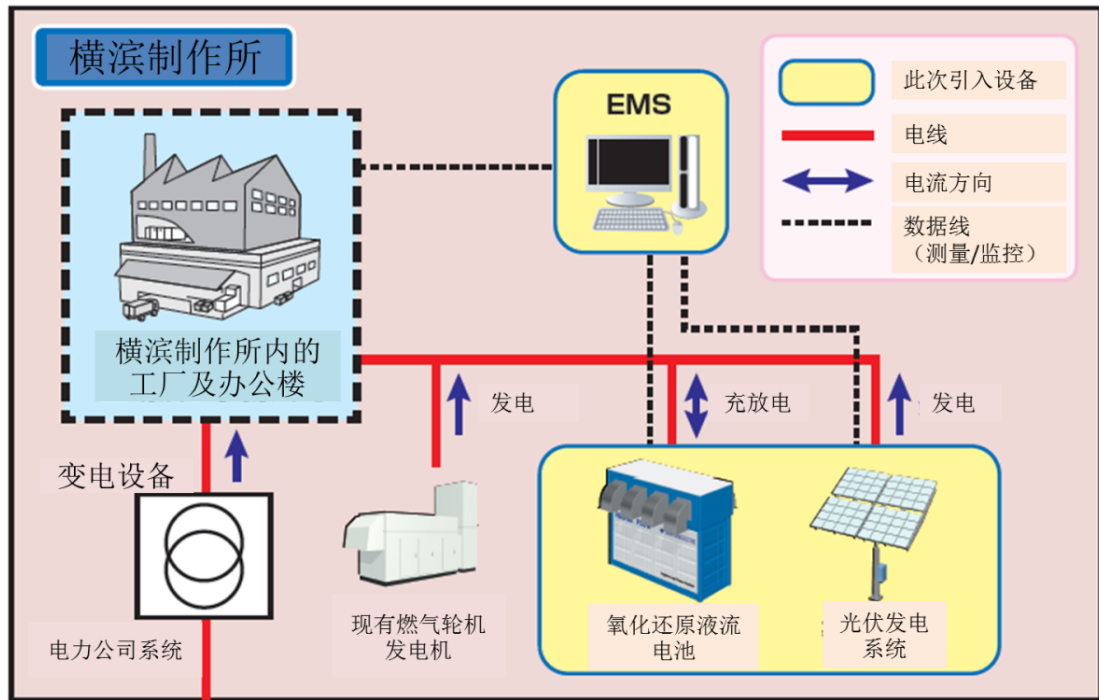 横滨制作所
EMS
此次引入设备
电线
电流方向
数据线
（测量/监控）
横滨制作所内的
工厂及办公楼
发电
充放电
发电
变电设备
电力公司系统
现有燃气轮机
发电机
氧化还原液流
电池
光伏发电
系统